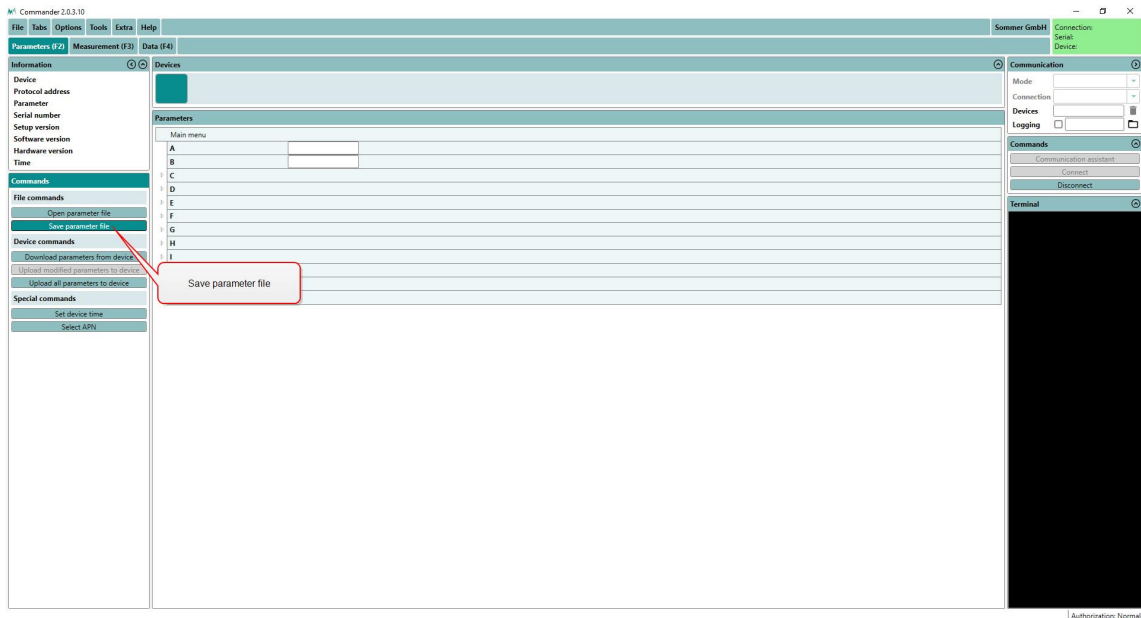 Commander 2.0.3.10
File Tabs Options Tools Extra Help
Sommer GmbH
Connection:
Serial:
Device:
Parameters (F2) Measurement (F3) Data (F4)
Information
Device
Protocol address
Parameter
Serial number
Setup version
Software version
Hardware version
Time
Commands
File commands
Open parameter file
Save parameter file
Device commands
Download parameters from device
Upload modified parameters to device
Upload all parameters to device
Special commands
Set device time
Select APN
Devices
Parameters
Main menu
A
B
C
D
E
F
G
H
I
Save parameter file
Communication
Mode
Connection
Devices
Logging
Commands
Communication assistant
Connect
Disconnect
Terminal
Authorization: Normal